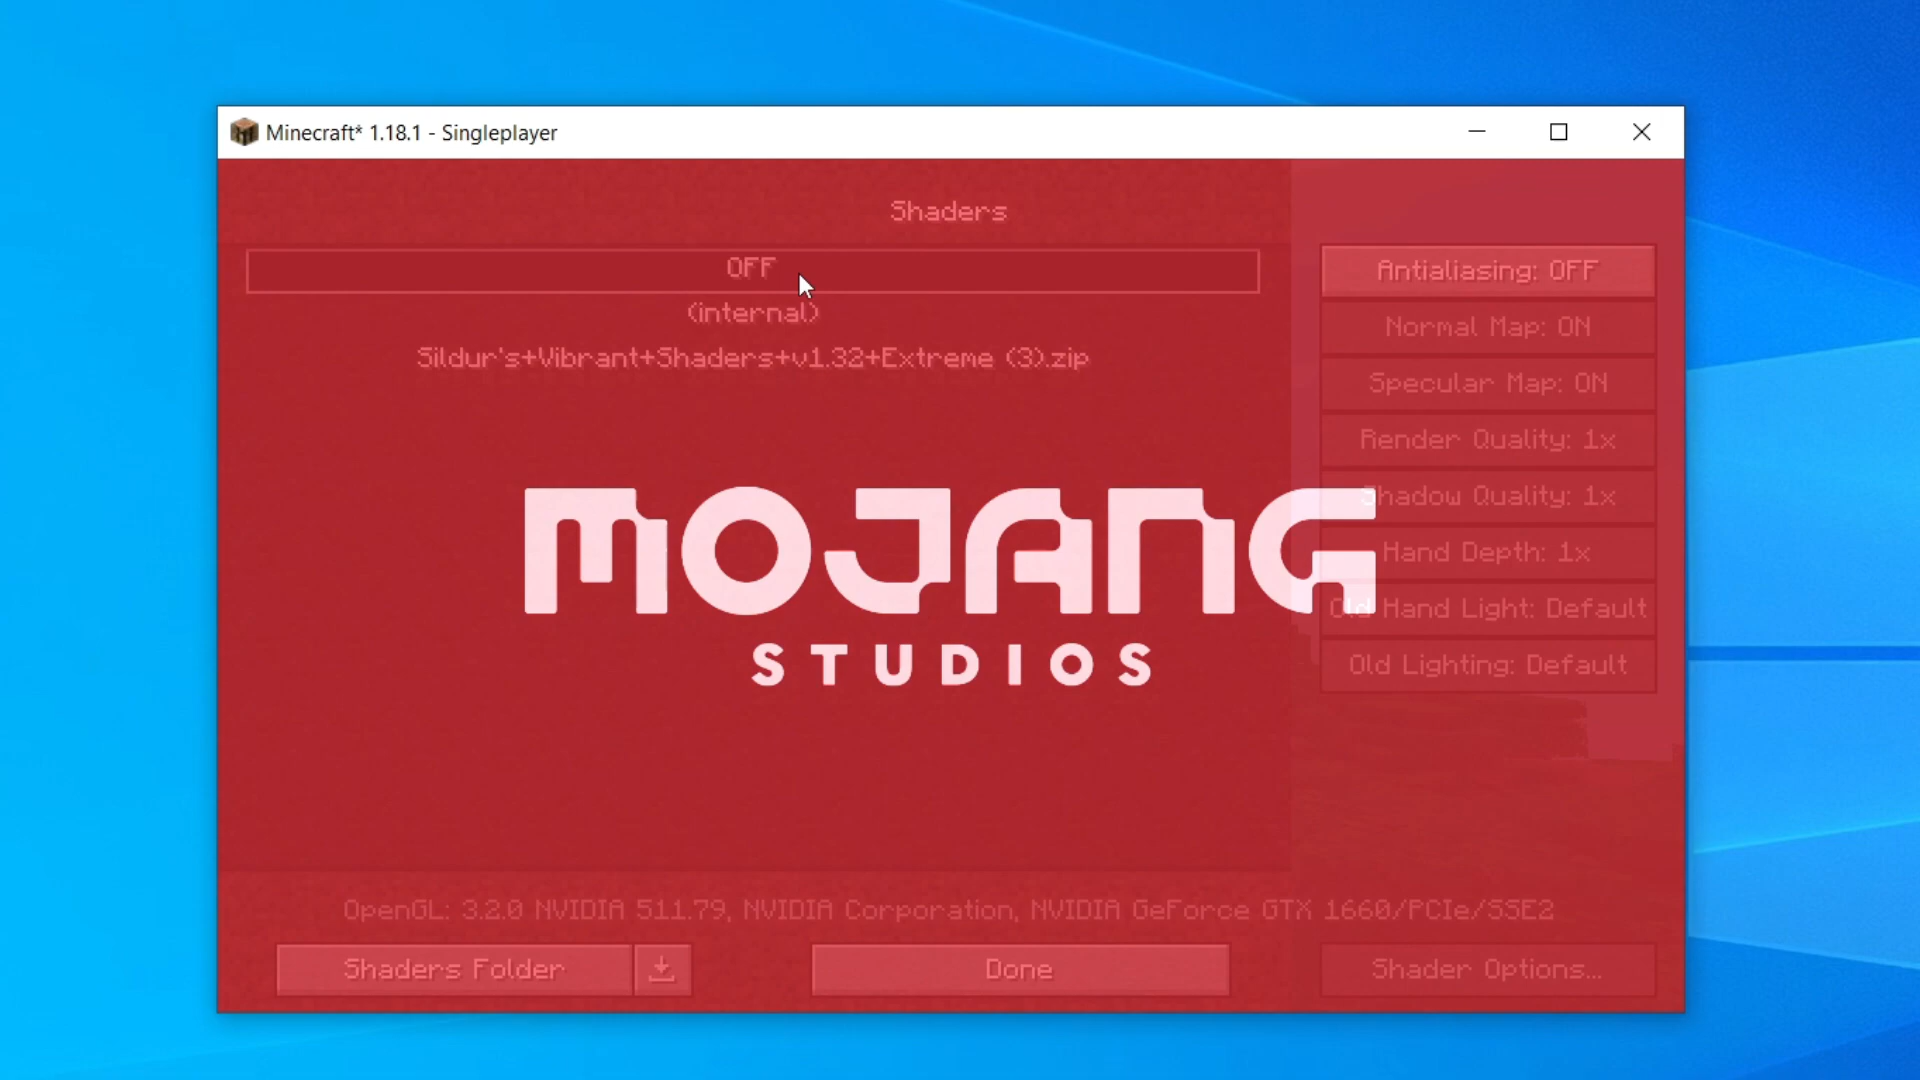 Minecraft* 1.18.1 - Singleplayer
Shaders
OFF
(internal)
Sildur's+Vibrant+Shaders+v1.32+Extreme (3).zip
Antialiasing: OFF
Normal Map: ON
Specular Map: ON
Render Quality: 1x
Shadow Quality: 1x
Hand Depth: 1x
Old Hand Light: Default
Old Lighting: Default
MOJANG
STUDIOS
OpenGL: 3.2.0 NVIDIA 511.79, NVIDIA Corporation, NVIDIA GeForce GTX 1660/PCIe/SSE2
Shaders Folder
Done
Shader Options...